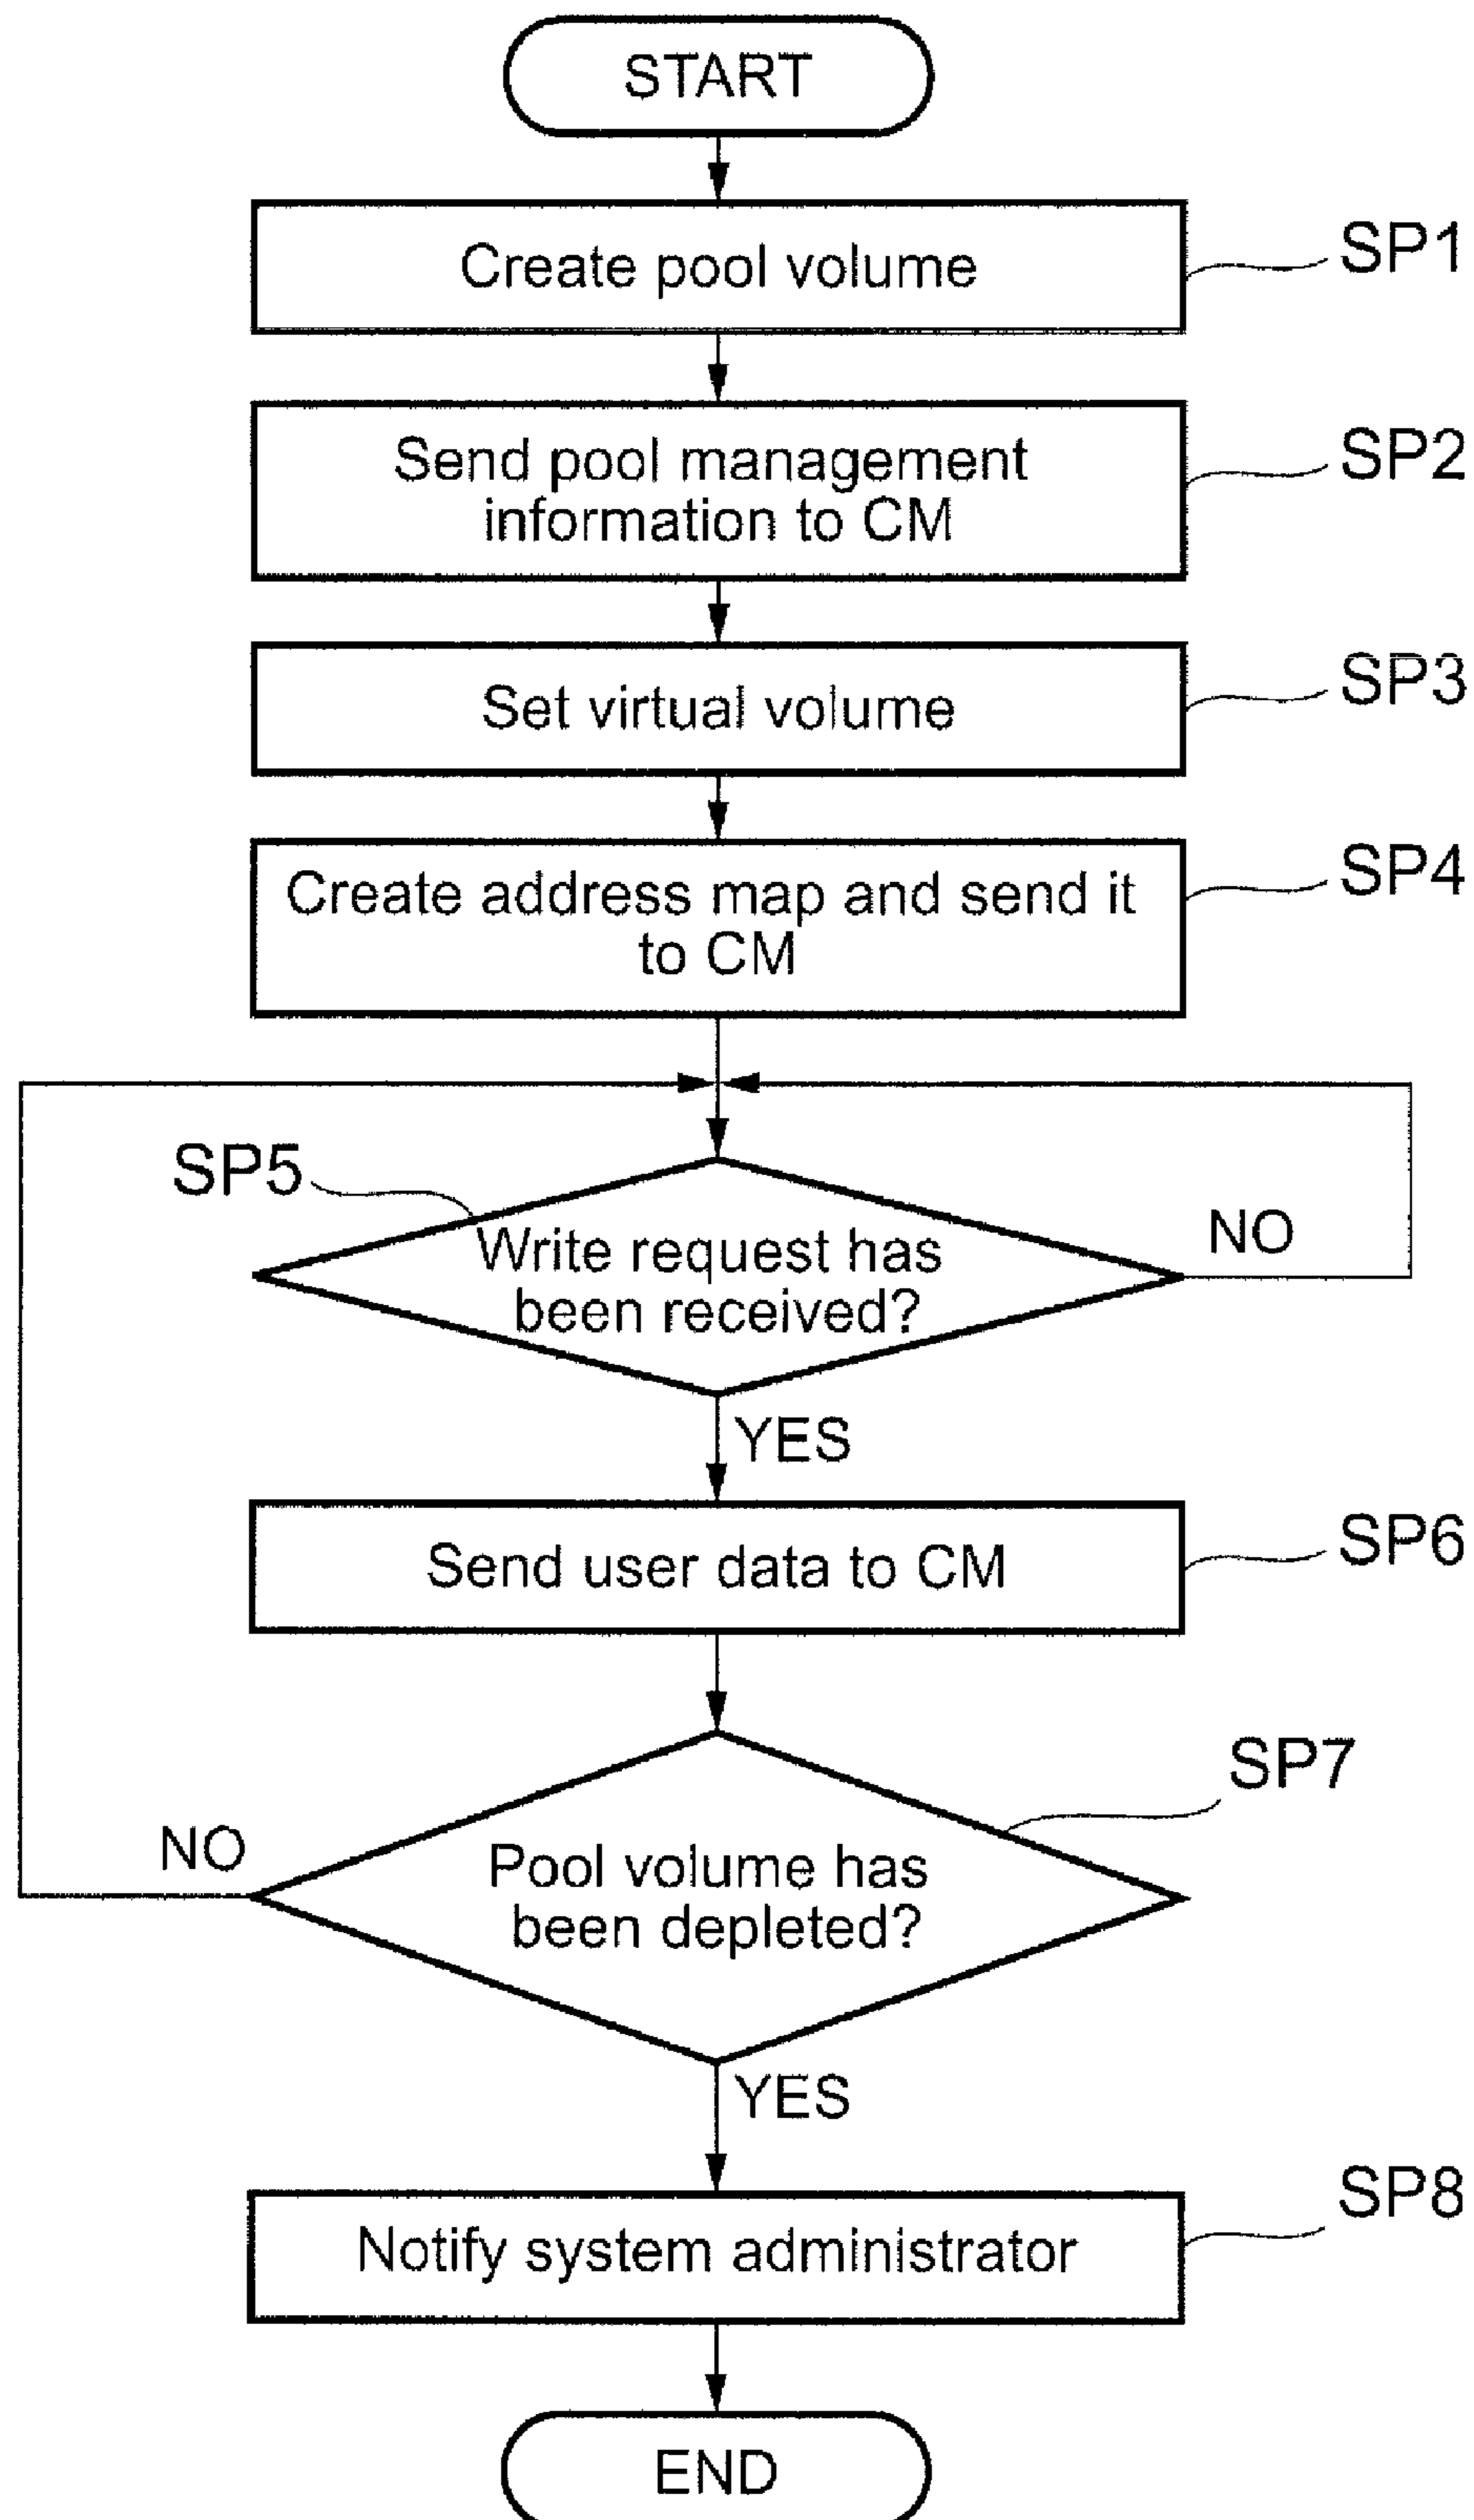 START
Create pool volume
SP1
Send pool management
information to CM
SP2
Set virtual volume
SP3
Create address map and send it
to CM
SP4
SP5
Write request has
been received?
NO
YES
Send user data to CM
SP6
SP7
Pool volume has
been depleted?
NO
YES
Notify system administrator
SP8
END